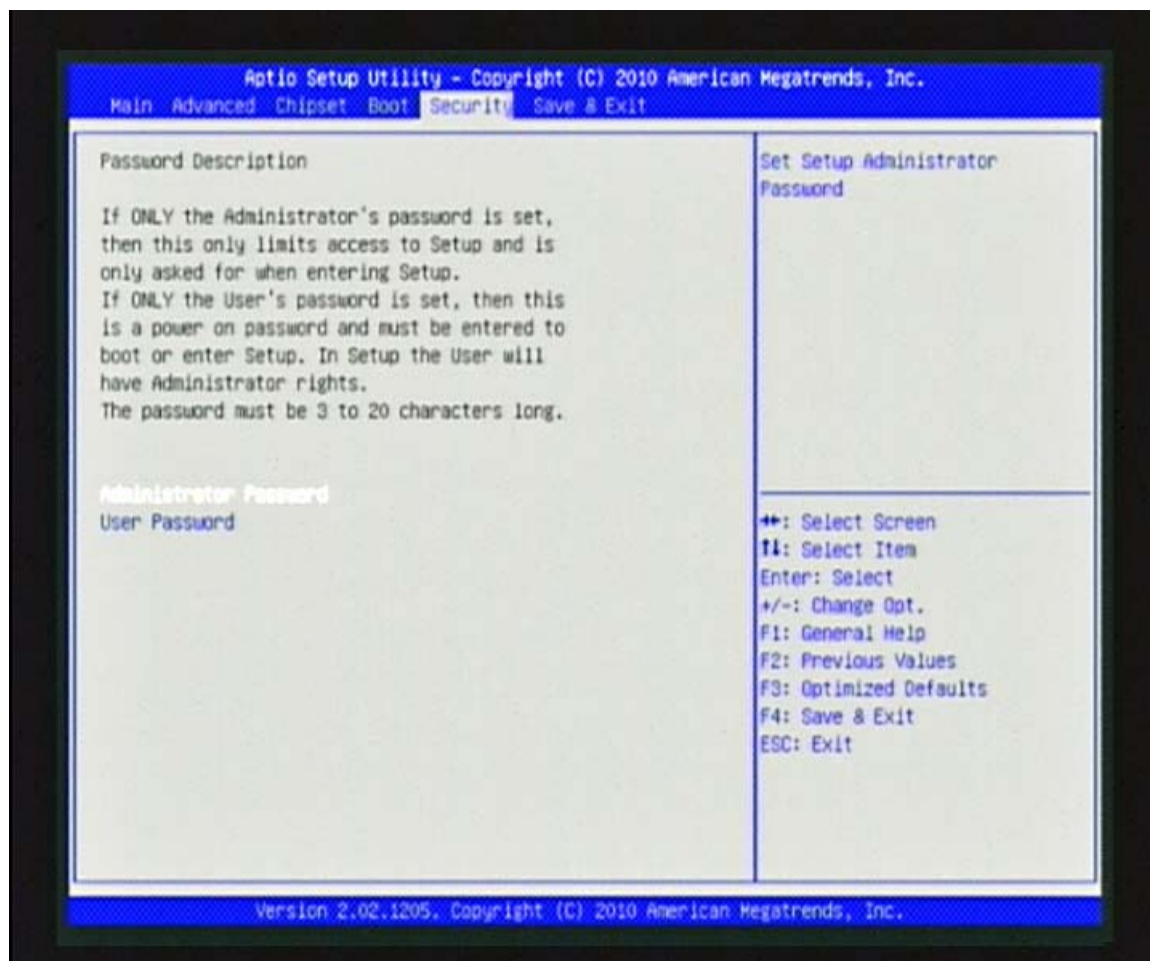 Aptio Setup Utility - Copyright (C) 2010 American Megatrends, Inc.
Main Advanced Chipset Boot Security Save & Exit
Password Description
If ONLY the Administrator's password is set,
then this only limits access to Setup and is
only asked for when entering Setup.
If ONLY the User's password is set, then this
is a power on password and must be entered to
boot or enter Setup. In Setup the User will
have Administrator rights.
The password must be 3 to 20 characters long.
Administrator Password
User Password
Set Setup Administrator
Password
→←: Select Screen
↑↓: Select Item
Enter: Select
+/-: Change Opt.
F1: General Help
F2: Previous Values
F3: Optimized Defaults
F4: Save & Exit
ESC: Exit
Version 2.02.1205. Copyright (C) 2010 American Megatrends, Inc.